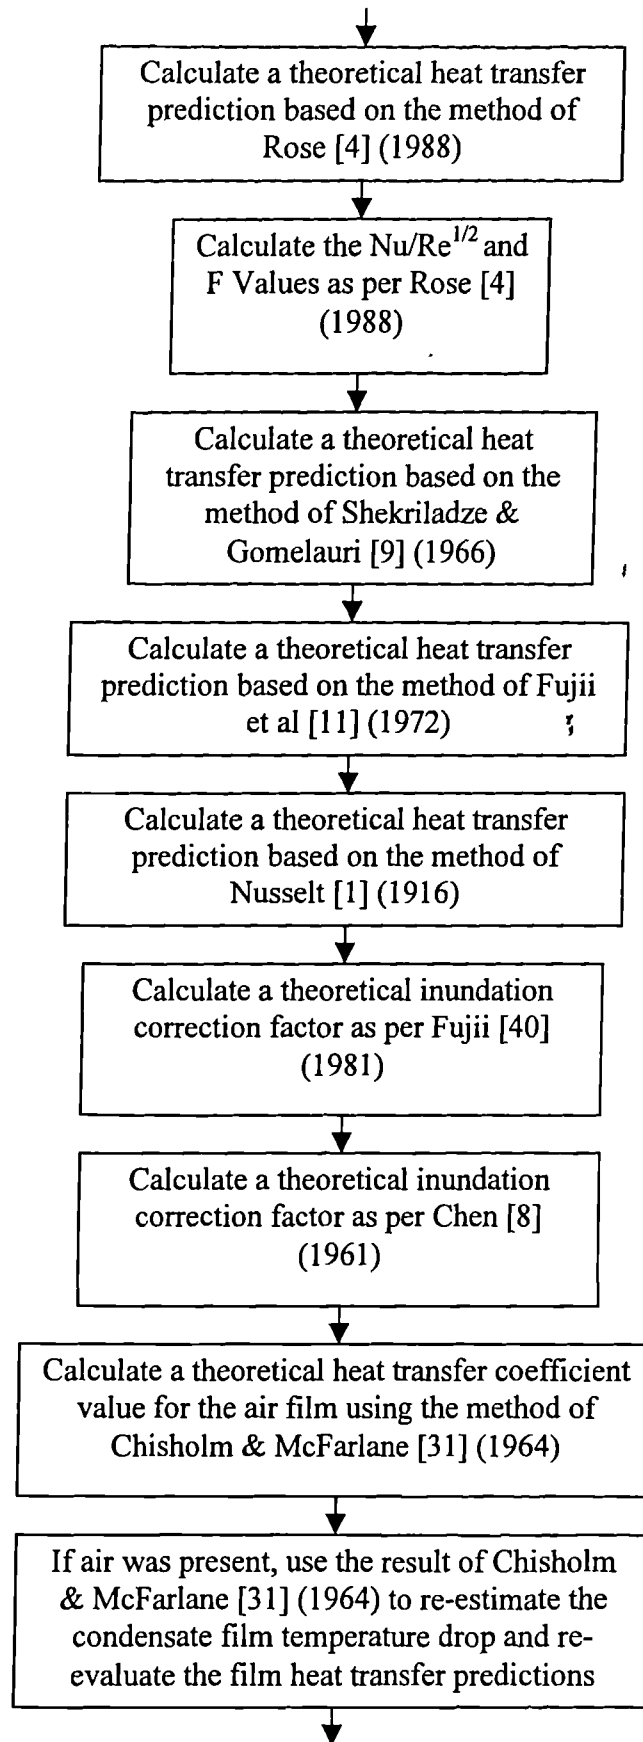 Calculate a theoretical heat transfer
prediction based on the method of
Rose [4] (1988)
Calculate the Nu/Re^{1/2} and
F Values as per Rose [4]
(1988)
Calculate a theoretical heat
transfer prediction based on the
method of Shekriladze &
Gomelauri [9] (1966)
Calculate a theoretical heat transfer
prediction based on the method of Fujii
et al [11] (1972)
Calculate a theoretical heat transfer
prediction based on the method of
Nusselt [1] (1916)
Calculate a theoretical inundation
correction factor as per Fujii [40]
(1981)
Calculate a theoretical inundation
correction factor as per Chen [8]
(1961)
Calculate a theoretical heat transfer coefficient
value for the air film using the method of
Chisholm & McFarlane [31] (1964)
If air was present, use the result of Chisholm
& McFarlane [31] (1964) to re-estimate the
condensate film temperature drop and re-
evaluate the film heat transfer predictions